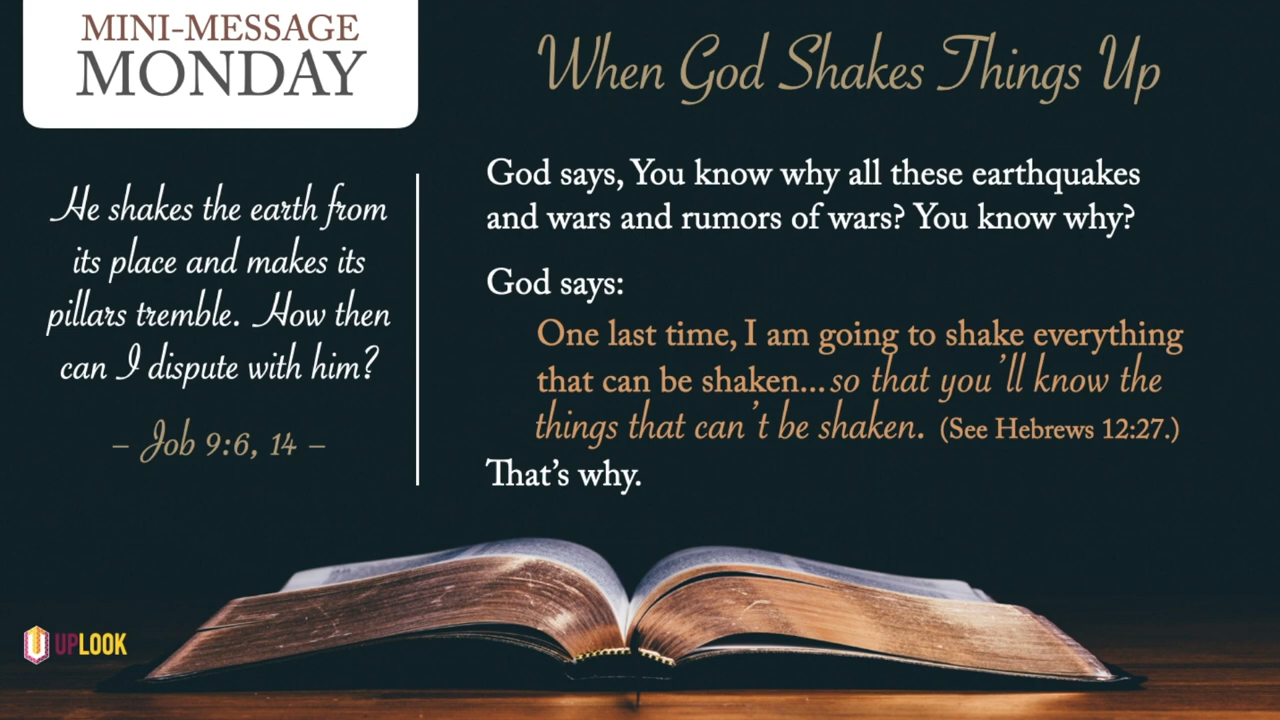 MINI-MESSAGE
MONDAY
He shakes the earth from
its place and makes its
pillars tremble. How then
can I dispute with him?
– Job 9:6, 14 –
When God Shakes Things Up
God says, You know why all these earthquakes
and wars and rumors of wars? You know why?
God says:
One last time, I am going to shake everything
that can be shaken... so that you'll know the
things that can't be shaken. (See Hebrews 12:27.)
That's why.
UPLOOK